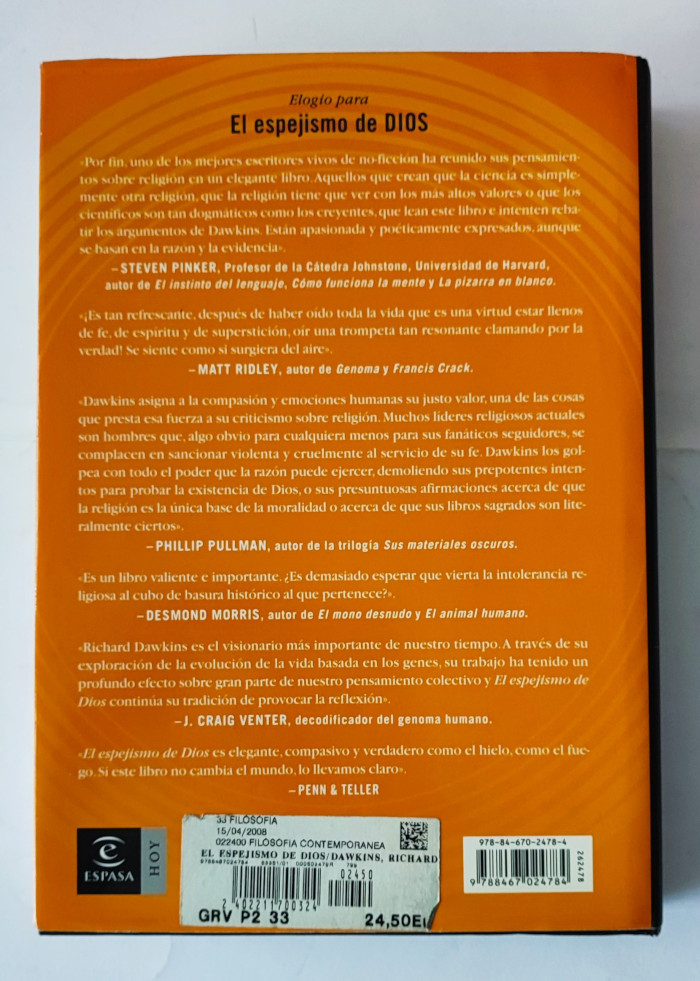 Elogio para
El espejismo de DIOS
«Por fin, uno de los mejores escritores vivos de no-ficción ha reunido sus pensamien-
tos sobre religión en un elegante libro. Aquellos que crean que la ciencia es simple-
mente otra religión, que la religión tiene que ver con los más altos valores o que los
científicos son tan dogmáticos como los creyentes, que lean este libro e intenten reba-
tir los argumentos de Dawkins. Están apasionada y poéticamente expresados, aunque
se basan en la razón y la evidencia».
– STEVEN PINKER, Profesor de la Cátedra Johnstone, Universidad de Harvard,
autor de El instinto del lenguaje, Cómo funciona la mente y La pizarra en blanco.
«¡Es tan refrescante, después de haber oído toda la vida que es una virtud estar llenos
de fe, de espíritu y de superstición, oír una trompeta tan resonante clamando por la
verdad! Se siente como si surgiera del aire».
– MATT RIDLEY, autor de Genoma y Francis Crack.
«Dawkins asigna a la compasión y emociones humanas su justo valor, una de las cosas
que presta esa fuerza a su criticismo sobre religión. Muchos líderes religiosos actuales
son hombres que, algo obvio para cualquiera menos para sus fanáticos seguidores, se
complacen en sancionar violenta y cruelmente al servicio de su fe. Dawkins los gol-
pea con todo el poder que la razón puede ejercer, demoliendo sus prepotentes inten-
tos para probar la existencia de Dios, o sus presuntuosas afirmaciones acerca de que
la religión es la única base de la moralidad o acerca de que sus libros sagrados son lite-
ralmente ciertos».
– PHILLIP PULLMAN, autor de la trilogía Sus materiales oscuros.
«Es un libro valiente e importante. ¿Es demasiado esperar que vierta la intolerancia re-
ligiosa al cubo de basura histórico al que pertenece?».
– DESMOND MORRIS, autor de El mono desnudo y El animal humano.
«Richard Dawkins es el visionario más importante de nuestro tiempo. A través de su
exploración de la evolución de la vida basada en los genes, su trabajo ha tenido un
profundo efecto sobre gran parte de nuestro pensamiento colectivo y El espejismo de
Dios continúa su tradición de provocar la reflexión».
– J. CRAIG VENTER, decodificador del genoma humano.
«El espejismo de Dios es elegante, compasivo y verdadero como el hielo, como el fue-
go. Si este libro no cambia el mundo, lo llevamos claro».
– PENN & TELLER
e
ESPASA
HOY
33 FILOSOFIA
15/04/2008
022400 FILOSOFIA CONTEMPORANEA
EL ESPEJISMO DE DIOS/DAWKINS, RICHARD
799
02450
2 402211 700324
GRV P2 33 24,50EU
978-84-670-2478-4
262478
9 788467 024784